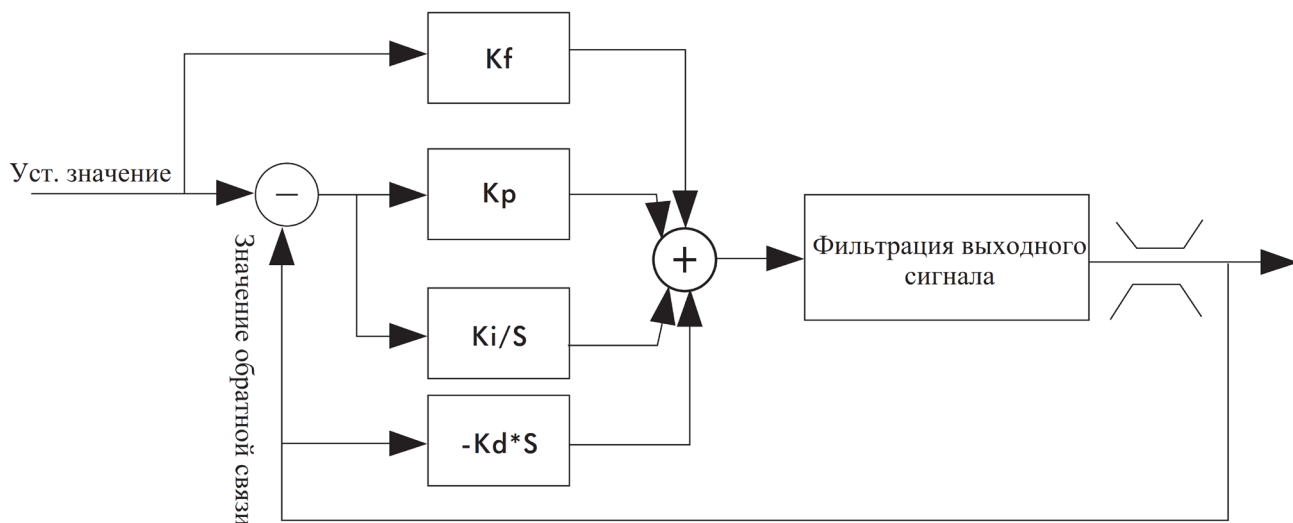 Kf
Уст. значение
−
Kp
Значение обратной связи
+
Фильтрация выходного
сигнала
Ki/S
-Kd*S